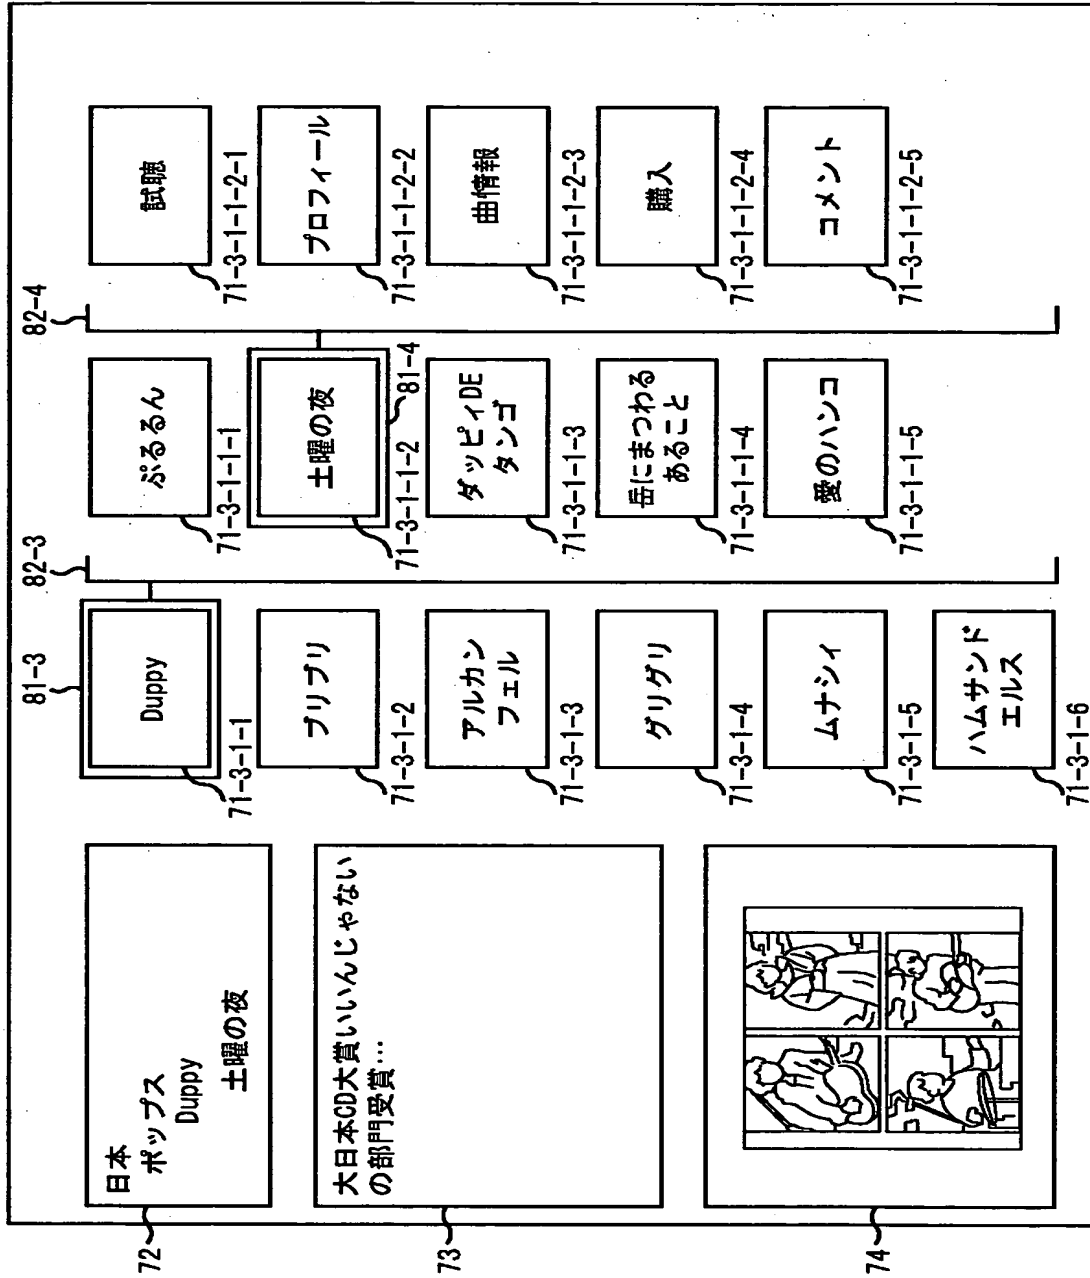 72
日本
ポップス
Duppy
土曜の夜
73
大日本CD大賞いいんじゃない
の部門受賞…
74
81-3
Duppy
71-3-1-1
プリプリ
71-3-1-2
アルカン
フェル
71-3-1-3
グリグリ
71-3-1-4
ムナシィ
71-3-1-5
ハムサンド
エルス
71-3-1-6
82-3
ぷるるん
71-3-1-1-1
土曜の夜
71-3-1-1-2
81-4
ダッピィDE
タンゴ
71-3-1-1-3
岳にまつわる
あること
71-3-1-1-4
愛のハンコ
71-3-1-1-5
82-4
試聴
71-3-1-1-2-1
プロフィール
71-3-1-1-2-2
曲情報
71-3-1-1-2-3
購入
71-3-1-1-2-4
コメント
71-3-1-1-2-5